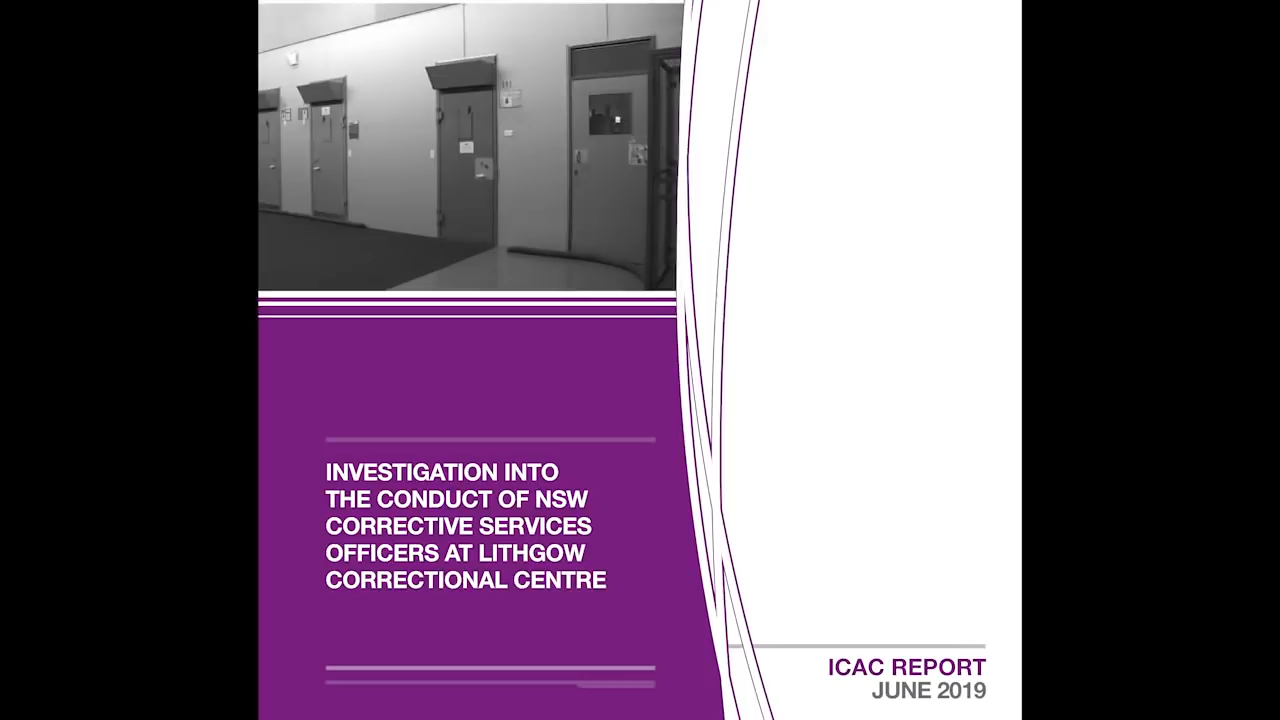 INVESTIGATION INTO
THE CONDUCT OF NSW
CORRECTIVE SERVICES
OFFICERS AT LITHGOW
CORRECTIONAL CENTRE
ICAC REPORT
JUNE 2019